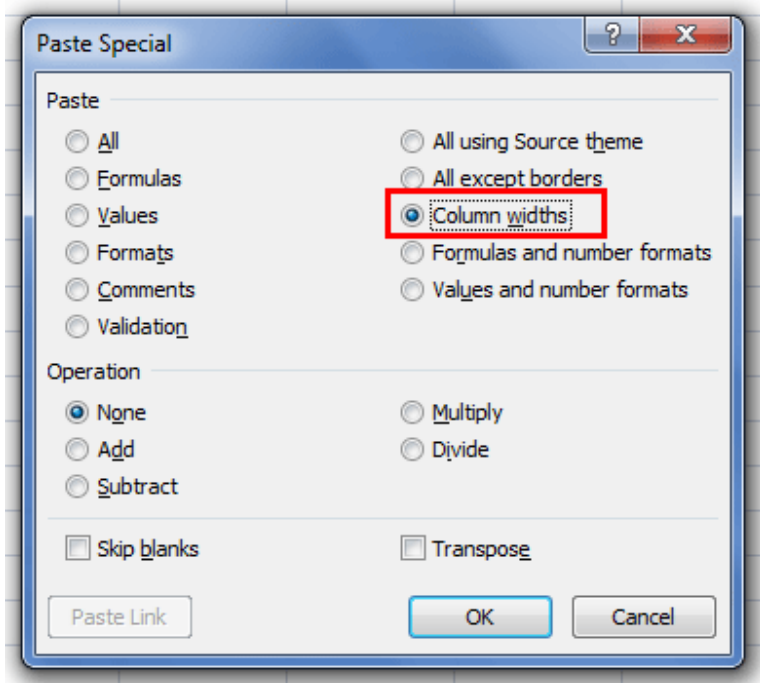 Paste Special
Paste
All
All using Source theme
Formulas
All except borders
Values
Column widths
Formats
Formulas and number formats
Comments
Values and number formats
Validation
Operation
None
Multiply
Add
Divide
Subtract
Skip blanks
Transpose
Paste Link
OK
Cancel